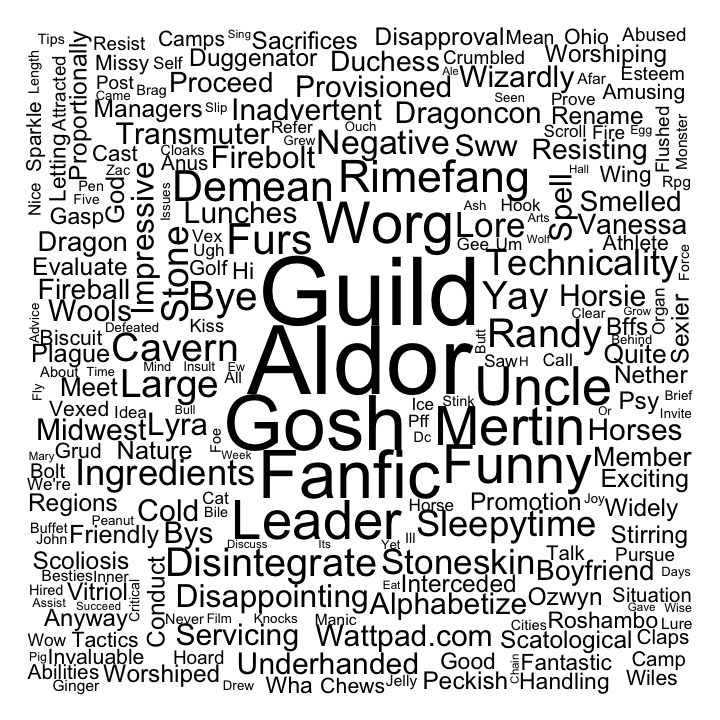 Tips
Resist
Camps
Sing
Sacrifices
Disapproval
Mean
Ohio
Abused
Missy
Self
Duggenator
Duchess
Crumbled
Worshiping
Length
Attracted
Proportionally
Post
Brag
Proceed
Provisioned
Ale
Wizardly
Afar
Esteem
Amusing
Came
Managers
Slip
Inadvertent
Dragoncon
Seen
Prove
Rename
Sparkle
Letting
Transmuter
Refer
Grew
Ouch
Negative
Sww
Scroll
Fire
Egg
Flushed
Monster
Cast
Cloaks
Anus
Firebolt
Resisting
Zac
God
Impressive
Issues
Demean
Rimefang
Hall
Wing
Rpg
Nice
Pen
Five
Gasp
Lunches
Worg
Ash
Hook
Lore
Arts
Spell
Smelled
Vanessa
Dragon
Stone
Vex
Ugh
Furs
Gee
Um
Wolf
Athlete
Evaluate
Golf
Hi
Guild
Technicality
Force
Fireball
Bye
Yay
Horsie
Organ
Sexier
Wools
Advice
Defeated
Kiss
Clear
Grow
Biscuit
Aldor
Butt
Randy
Bffs
Behind
Plague
Cavern
Quite
About
Time
Mind
Insult
Ew
Saw
H
Call
Nether
Fly
Meet
Large
All
Uncle
Psy
Brief
Vexed
Idea
Bull
Gosh
Ice
Stink
Or
Invite
Midwest
Lyra
Foe
Pff
Dc
Mertin
Horses
Mary
Grud
Nature
Week
Fanfic
Funny
Member
Bolt
We're
Ingredients
Exciting
Regions
Cold
Cat
Bile
Leader
Horse
Promotion
Joy
Widely
Buffet
Peanut
John
Friendly
Bys
Sleepytime
Stirring
Discuss
Its
Yet
Ill
Scoliosis
Disintegrate
Stoneskin
Talk
Pursue
Besties
Inner
Boyfriend
Days
Hired
Vitriol
Critical
Conduct
Eat
Interceded
Assist
Succeed
Disappointing
Alphabetize
Ozwyn
Situation
Gave
Wise
Anyway
Never
Film
Knocks
Manic
Cities
Roshambo
Lure
Wow
Tactics
Servicing
Wattpad.com
Scatological
Claps
Pig
Invaluable
Hoard
Underhanded
Good
Chain
Fantastic
Camp
Abilities
Worshiped
Ginger
Drew
Wha
Chews
Jelly
Peckish
Handling
Wiles